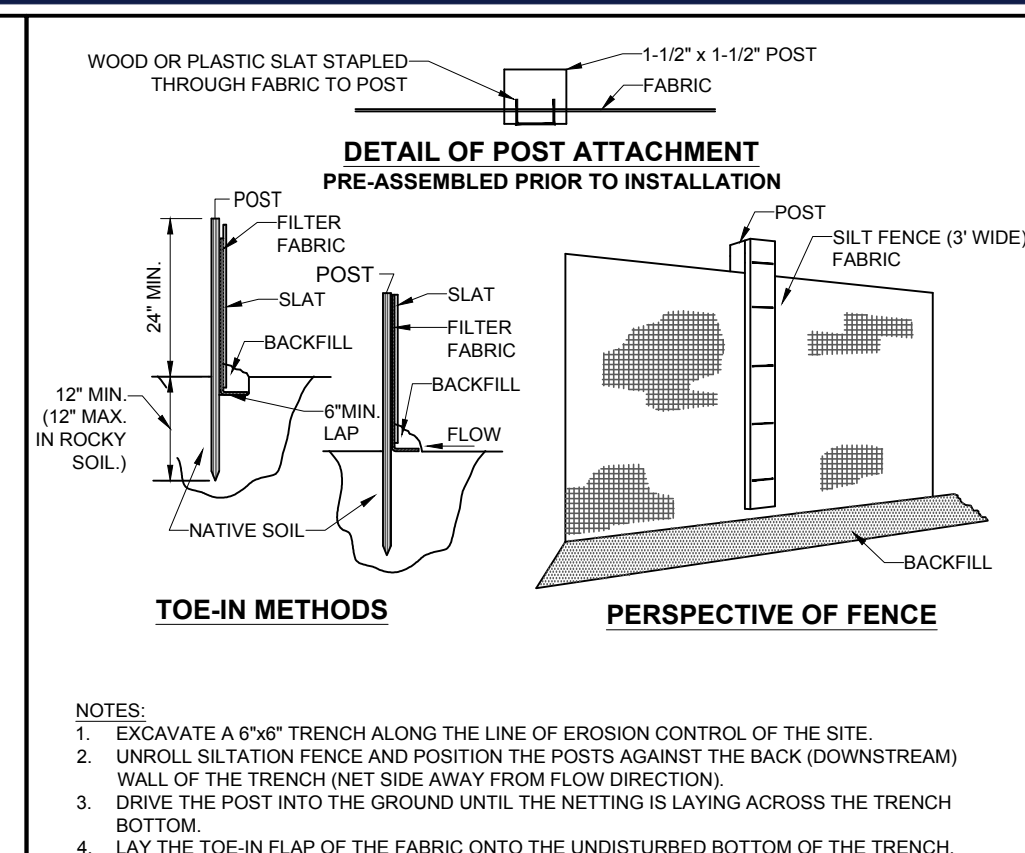 WOOD OR PLASTIC SLAT STAPLED
THROUGH FABRIC TO POST
1-1/2" x 1-1/2" POST
FABRIC
DETAIL OF POST ATTACHMENT
PRE-ASSEMBLED PRIOR TO INSTALLATION
POST
FILTER
FABRIC
24" MIN.
SLAT
BACKFILL
12" MIN.
(12" MAX.
IN ROCKY
SOIL.)
6"MIN.
LAP
POST
SLAT
FILTER
FABRIC
BACKFILL
FLOW
NATIVE SOIL
TOE-IN METHODS
POST
SILT FENCE (3' WIDE)
FABRIC
BACKFILL
PERSPECTIVE OF FENCE
NOTES:
1. EXCAVATE A 6"x6" TRENCH ALONG THE LINE OF EROSION CONTROL OF THE SITE.
2. UNROLL SILTATION FENCE AND POSITION THE POSTS AGAINST THE BACK (DOWNSTREAM)
WALL OF THE TRENCH (NET SIDE AWAY FROM FLOW DIRECTION).
3. DRIVE THE POST INTO THE GROUND UNTIL THE NETTING IS LAYING ACROSS THE TRENCH
BOTTOM.
4. LAY THE TOE-IN FLAP OF THE FABRIC ONTO THE UNDISTURBED BOTTOM OF THE TRENCH,